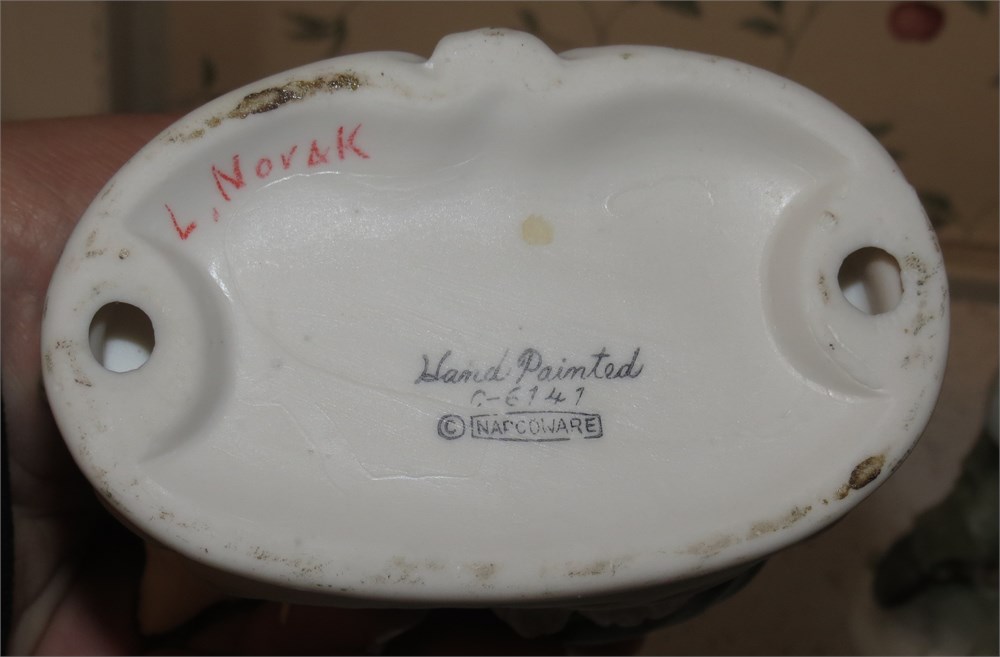 L. NOVAK
Hand Painted
C-6141
© NAPCOWARE